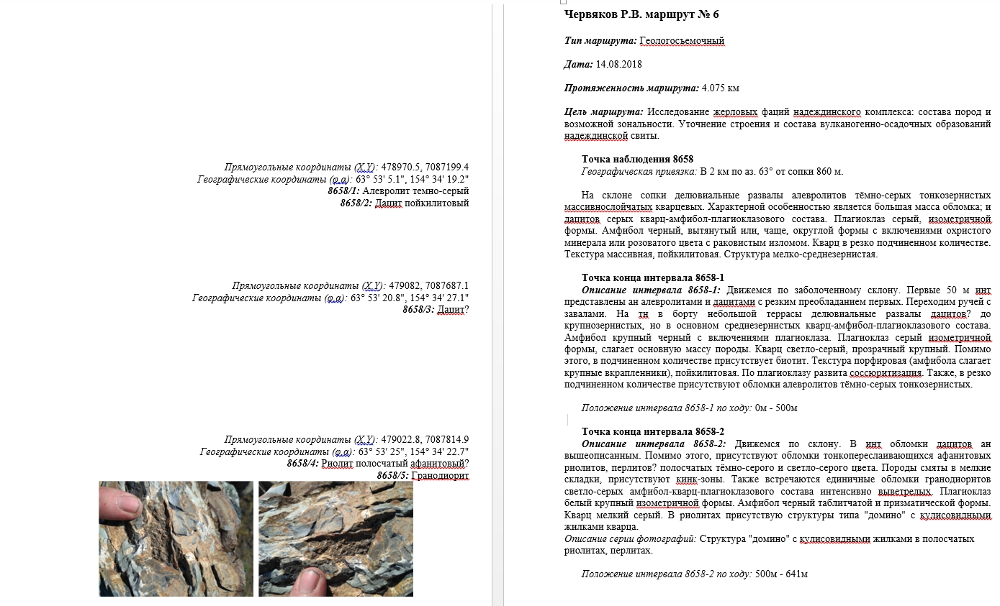 Прямоугольные координаты (X,Y): 478970.5, 7087199.4
Географические координаты (φ,α): 63° 53' 5.1", 154° 34' 19.2"
8658/1: Алевролит темно-серый
8658/2: Дацит пойкилитовый
Прямоугольные координаты (X,Y): 479082, 7087687.1
Географические координаты (φ,α): 63° 53' 20.8", 154° 34' 27.1"
8658/3: Дацит?
Прямоугольные координаты (X,Y): 479022.8, 7087814.9
Географические координаты (φ,α): 63° 53' 25", 154° 34' 22.7"
8658/4: Риолит полосчатый афанитовый?
8658/5: Гранодиорит
Червяков Р.В. маршрут № 6
Тип маршрута: Геологосъемочный
Дата: 14.08.2018
Протяженность маршрута: 4.075 км
Цель маршрута: Исследование жерловых фаций надеждинского комплекса: состава пород и
возможной зональности. Уточнение строения и состава вулканогенно-осадочных образований
надеждинской свиты.
Точка наблюдения 8658
Географическая привязка: В 2 км по аз. 63° от сопки 860 м.
На склоне сопки делювиальные развалы алевролитов тёмно-серых тонкозернистых
массивнослойчатых кварцевых. Характерной особенностью является большая масса обломка; и
дацитов серых кварц-амфибол-плагиоклазового состава. Плагиоклаз серый, изометричной
формы. Амфибол черный, вытянутый или, чаще, округлой формы с включениями охристого
минерала или розоватого цвета с раковистым изломом. Кварц в резко подчиненном количестве.
Текстура массивная, пойкилитовая. Структура мелко-среднезернистая.
Точка конца интервала 8658-1
Описание интервала 8658-1: Движемся по заболоченному склону. Первые 50 м инт
представлены ан алевролитами и дацитами с резким преобладанием первых. Переходим ручей с
завалами. На тн в борту небольшой террасы делювиальные развалы дацитов? до
крупнозернистых, но в основном среднезернистых кварц-амфибол-плагиоклазового состава.
Амфибол крупный черный с включениями плагиоклаза. Плагиоклаз серый изометричной
формы, слагает основную массу породы. Кварц светло-серый, прозрачный крупный. Помимо
этого, в подчиненном количестве присутствует биотит. Текстура порфировая (амфибола слагает
крупные вкрапленники), пойкилитовая. По плагиоклазу развита соссюритизация. Также, в резко
подчиненном количестве присутствуют обломки алевролитов тёмно-серых тонкозернистых.
Положение интервала 8658-1 по ходу: 0м - 500м
Точка конца интервала 8658-2
Описание интервала 8658-2: Движемся по склону. В инт обломки дацитов ан
вышеописанным. Помимо этого, присутствуют обломки тонкопереслаивающихся афанитовых
риолитов, перлитов? полосчатых тёмно-серого и светло-серого цвета. Породы смяты в мелкие
складки, присутствуют кинк-зоны. Также встречаются единичные обломки гранодиоритов
светло-серых амфибол-кварц-плагиоклазового состава интенсивно выветрелых. Плагиоклаз
белый крупный изометричной формы. Амфибол черный таблитчатой и призматической формы.
Кварц мелкий серый. В риолитах присутствую структуры типа "домино" с кулисовидными
жилками кварца.
Описание серии фотографий: Структура "домино" с кулисовидными жилками в полосчатых
риолитах, перлитах.
Положение интервала 8658-2 по ходу: 500м - 641м